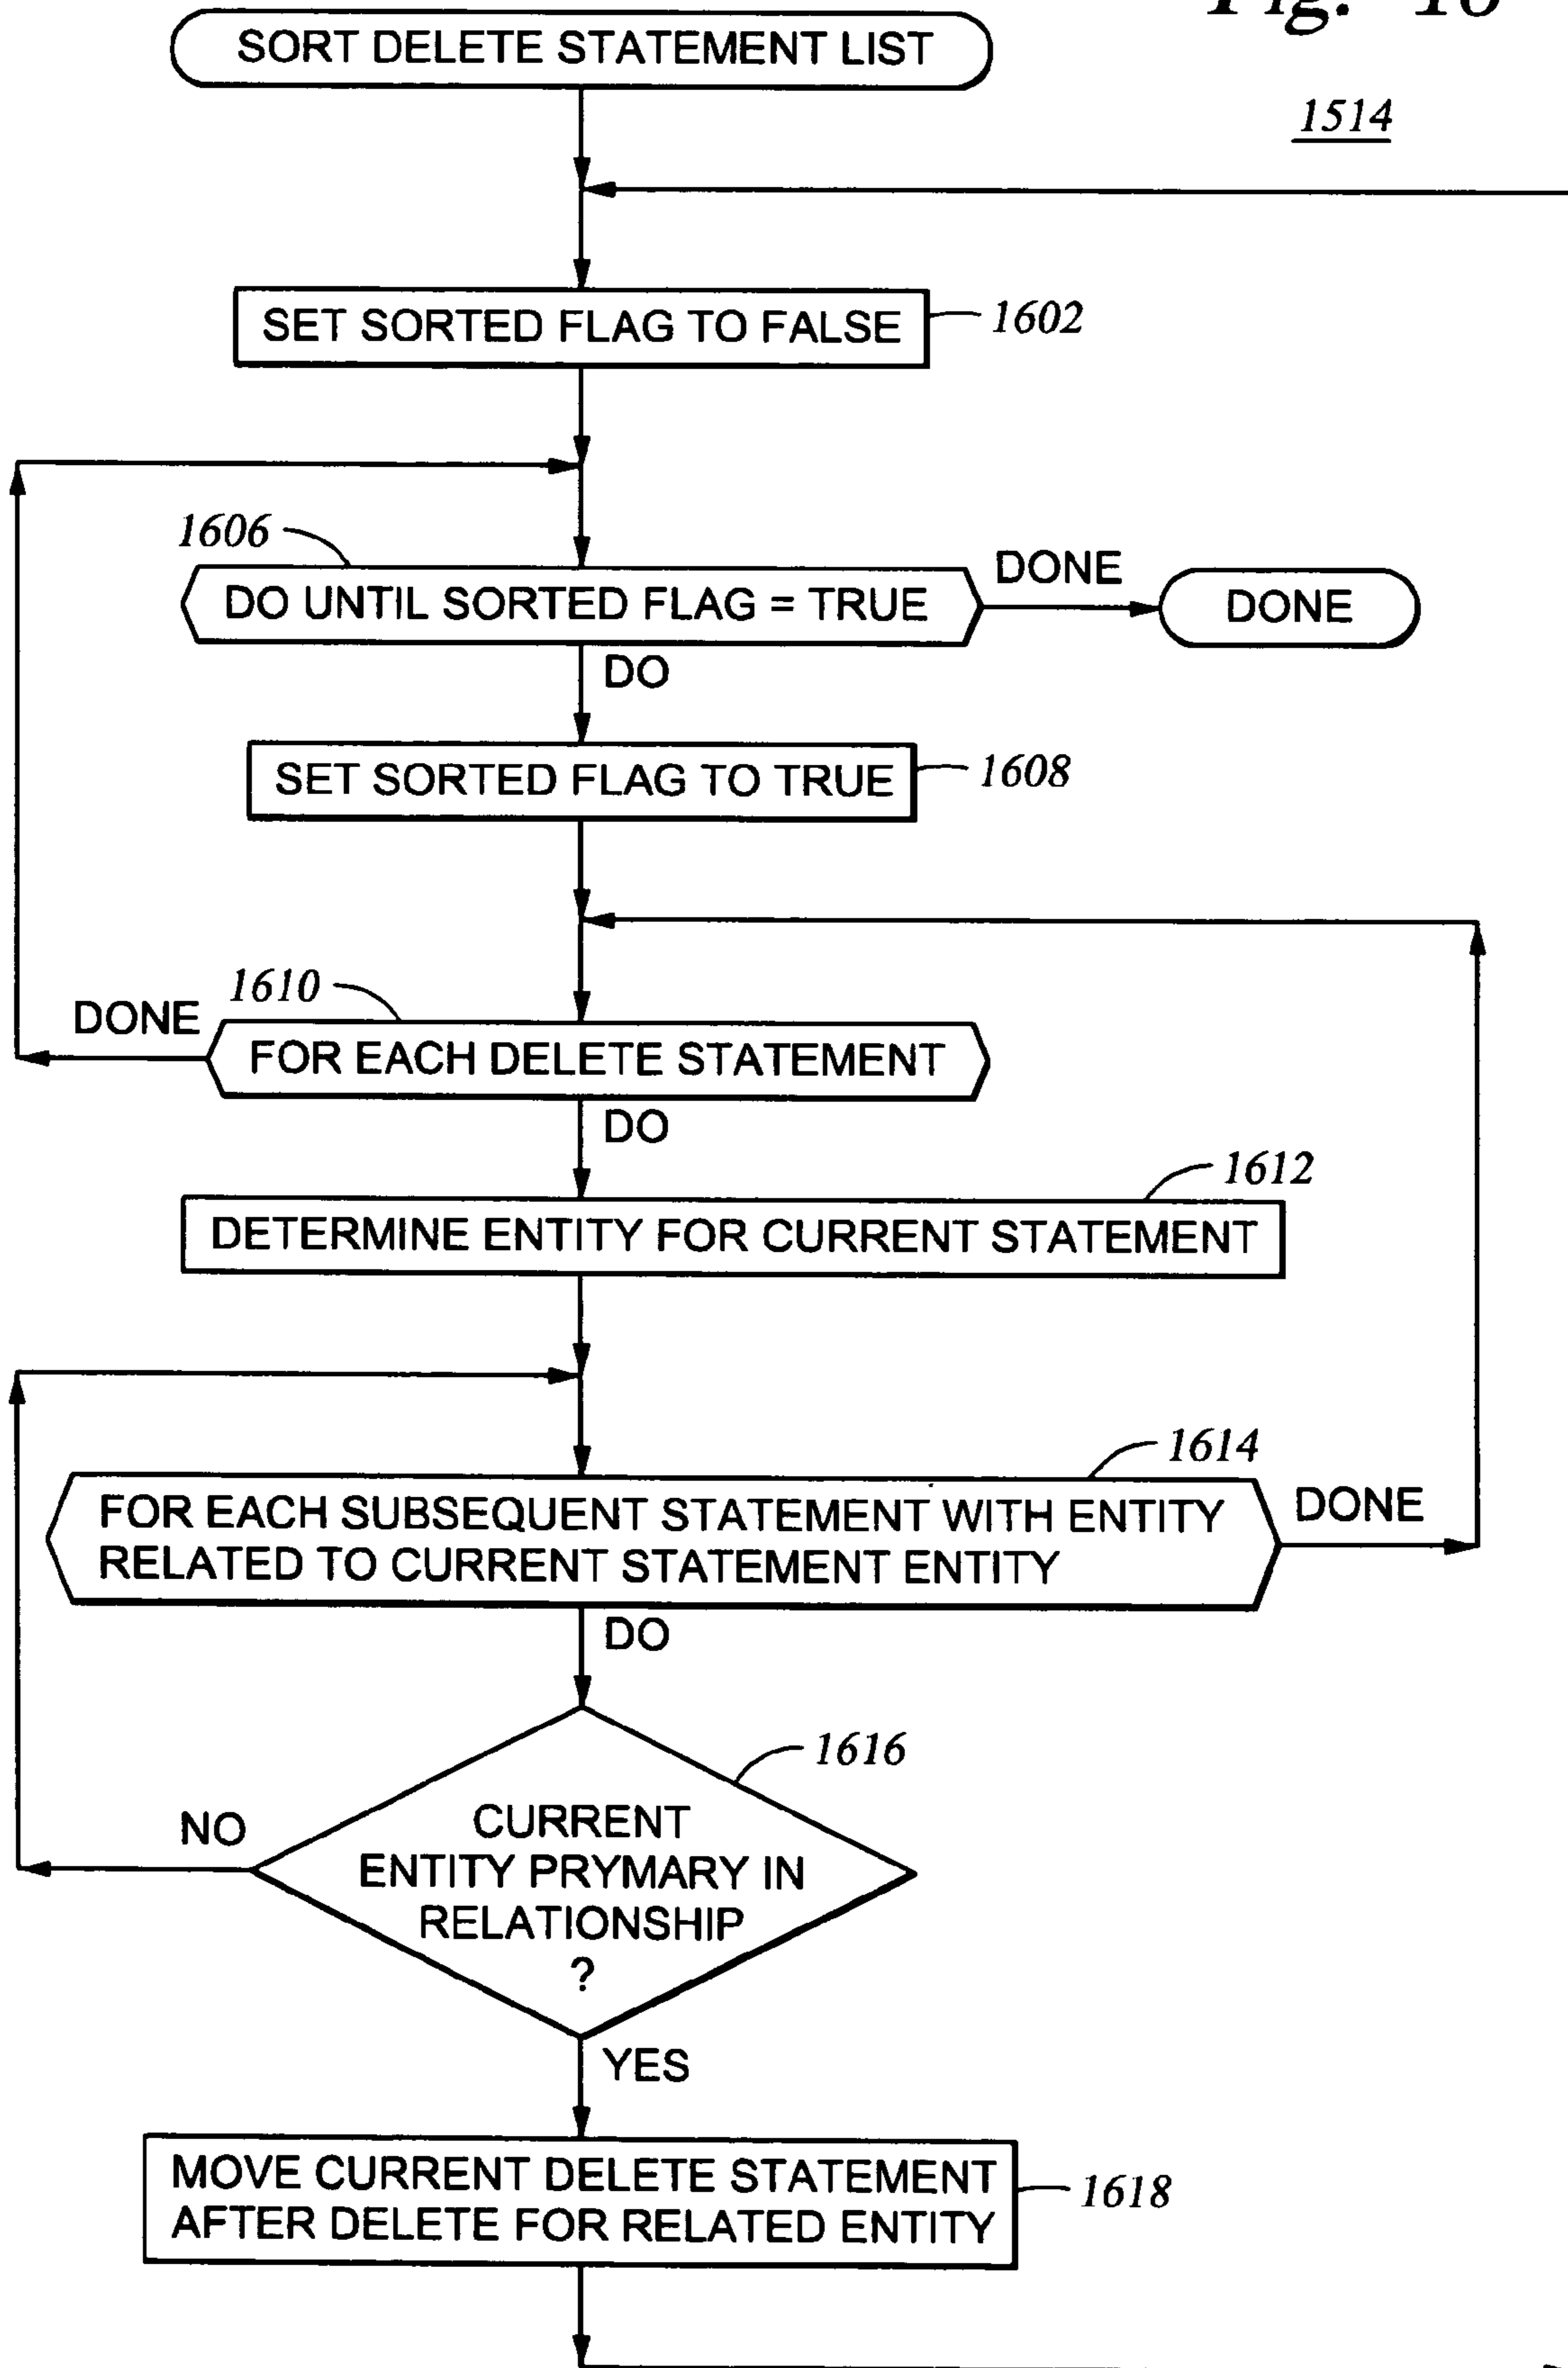 Fig. 16
SORT DELETE STATEMENT LIST
1514
SET SORTED FLAG TO FALSE
1602
1606
DO UNTIL SORTED FLAG = TRUE
DONE
DONE
DO
SET SORTED FLAG TO TRUE
1608
1610
DONE
FOR EACH DELETE STATEMENT
DO
1612
DETERMINE ENTITY FOR CURRENT STATEMENT
1614
FOR EACH SUBSEQUENT STATEMENT WITH ENTITY
RELATED TO CURRENT STATEMENT ENTITY
DONE
DO
1616
NO
CURRENT
ENTITY PRYMARY IN
RELATIONSHIP
?
YES
MOVE CURRENT DELETE STATEMENT
AFTER DELETE FOR RELATED ENTITY
1618